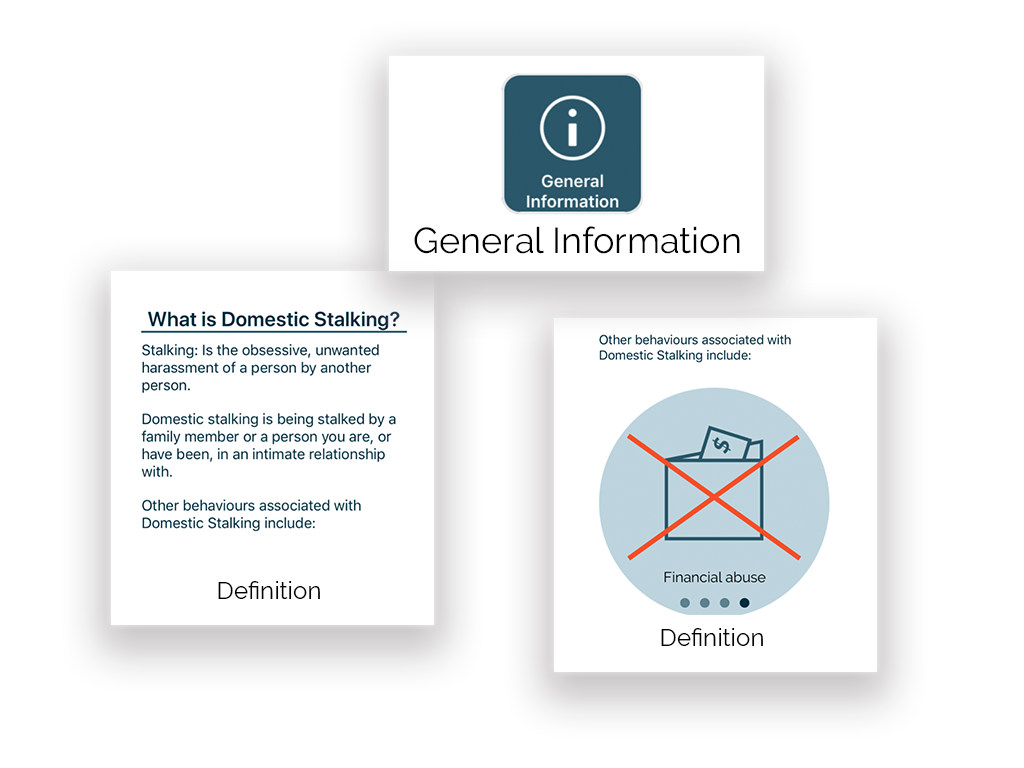 General
Information
General Information
What is Domestic Stalking?
Stalking: Is the obsessive, unwanted
harassment of a person by another
person.
Domestic stalking is being stalked by a
family member or a person you are, or
have been, in an intimate relationship
with.
Other behaviours associated with
Domestic Stalking include:
Definition
Other behaviours associated with
Domestic Stalking include:
$
Financial abuse
Definition